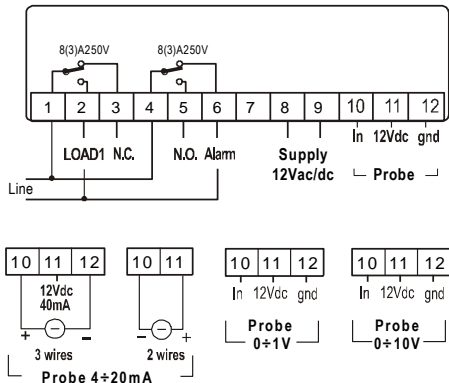 8(3)A250V 8(3)A250V
1 2 3 4 5 6 7 8 9 10 11 12
LOAD1 N.C. N.O. Alarm Supply In 12Vdc gnd
12Vac/dc Probe
Line
10 11 12 10 11 10 11 12 10 11 12
12Vdc In 12Vdc gnd In 12Vdc gnd
40mA
+ - - + Probe Probe
3 wires 2 wires 0÷1V 0÷10V
Probe 4÷20mA